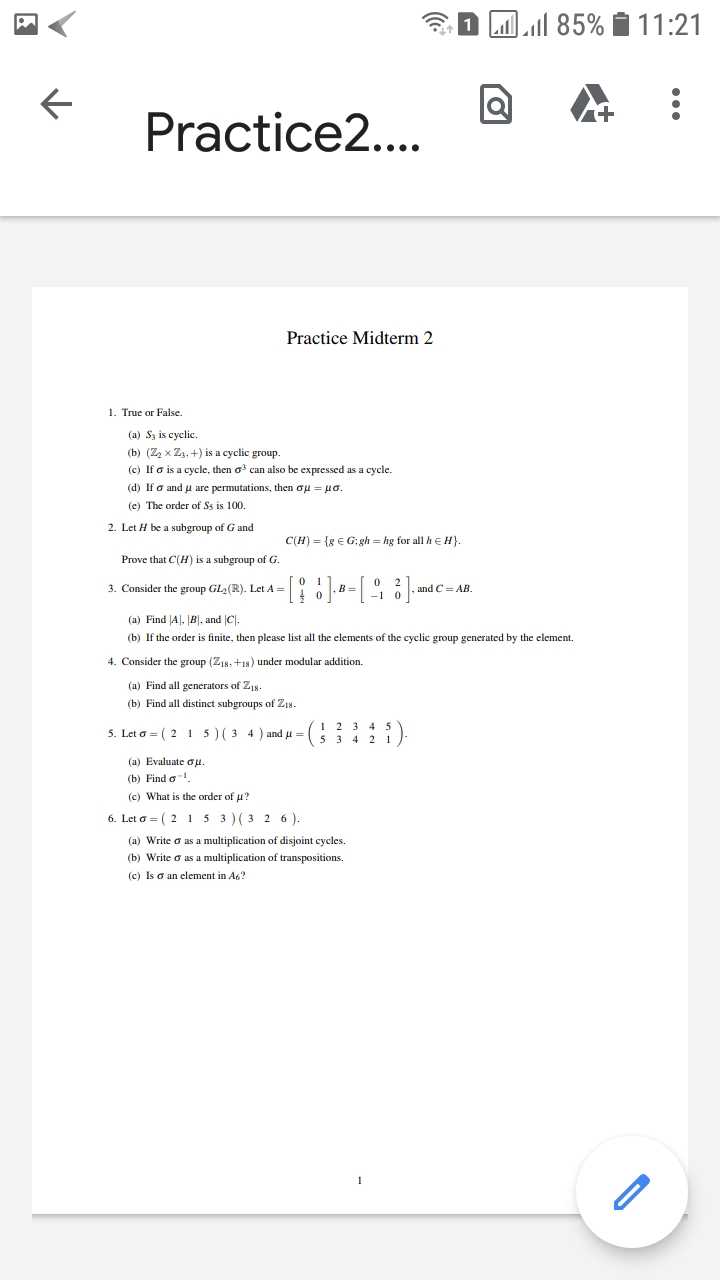 1 85% 11:21
Practice2....
Practice Midterm 2
1. True or False.
(a) S₃ is cyclic.
(b) (ℤ₂ × ℤ₃, +) is a cyclic group.
(c) If σ is a cycle, then σ³ can also be expressed as a cycle.
(d) If σ and μ are permutations, then σμ = μσ.
(e) The order of S₅ is 100.
2. Let H be a subgroup of G and
C(H) = {g ∈ G; gh = hg for all h ∈ H}.
Prove that C(H) is a subgroup of G.
3. Consider the group GL₂(ℝ). Let A = [ 0 1 ; 1/2 0 ], B = [ 0 2 ; −1 0 ], and C = AB.
(a) Find |A|, |B|, and |C|.
(b) If the order is finite, then please list all the elements of the cyclic group generated by the element.
4. Consider the group (ℤ₁₈, +₁₈) under modular addition.
(a) Find all generators of ℤ₁₈.
(b) Find all distinct subgroups of ℤ₁₈.
5. Let σ = ( 2 1 5 )( 3 4 ) and μ = ( 1 2 3 4 5 ; 5 3 4 2 1 ).
(a) Evaluate σμ.
(b) Find σ⁻¹.
(c) What is the order of μ?
6. Let σ = ( 2 1 5 3 )( 3 2 6 ).
(a) Write σ as a multiplication of disjoint cycles.
(b) Write σ as a multiplication of transpositions.
(c) Is σ an element in A₆?
1